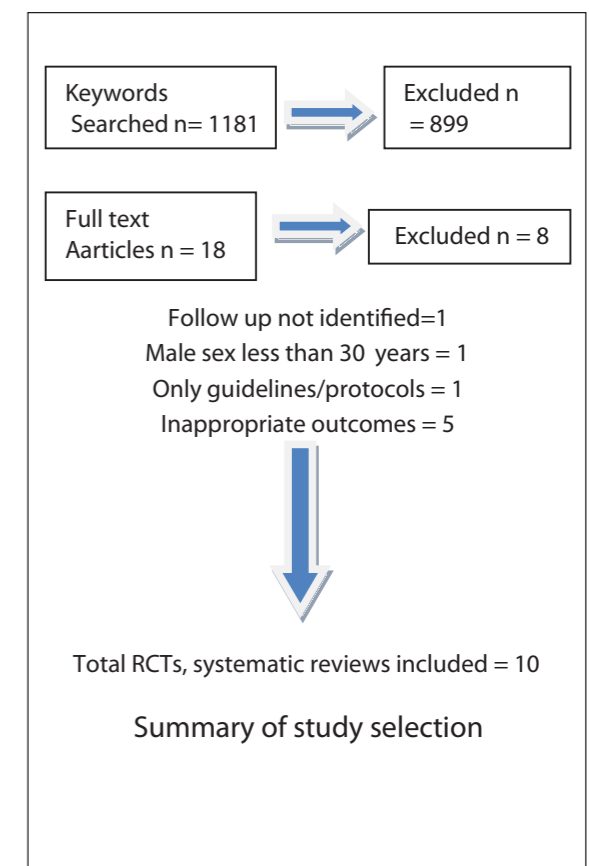 Keywords
Searched n= 1181
Excluded n
= 899
Full text
Aarticles n = 18
Excluded n = 8
Follow up not identified=1
Male sex less than 30 years = 1
Only guidelines/protocols = 1
Inappropriate outcomes = 5
Total RCTs, systematic reviews included = 10
Summary of study selection